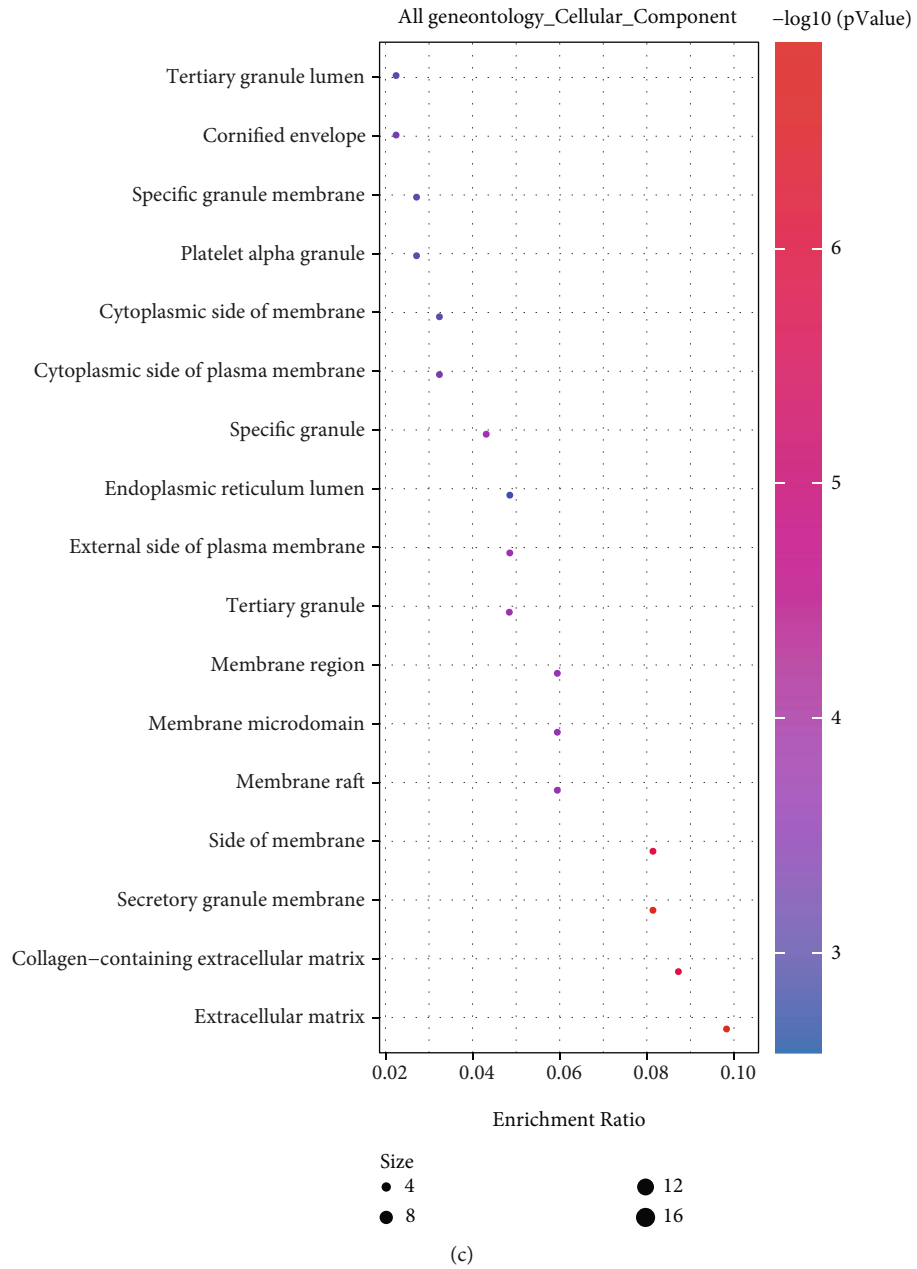 All geneontology_Cellular_Component
−log10 (pValue)
Tertiary granule lumen
Cornified envelope
Specific granule membrane
Platelet alpha granule
Cytoplasmic side of membrane
Cytoplasmic side of plasma membrane
Specific granule
Endoplasmic reticulum lumen
External side of plasma membrane
Tertiary granule
Membrane region
Membrane microdomain
Membrane raft
Side of membrane
Secretory granule membrane
Collagen−containing extracellular matrix
Extracellular matrix
6
5
4
3
0.02 0.04 0.06 0.08 0.10
Enrichment Ratio
Size
4 12
8 16
(c)